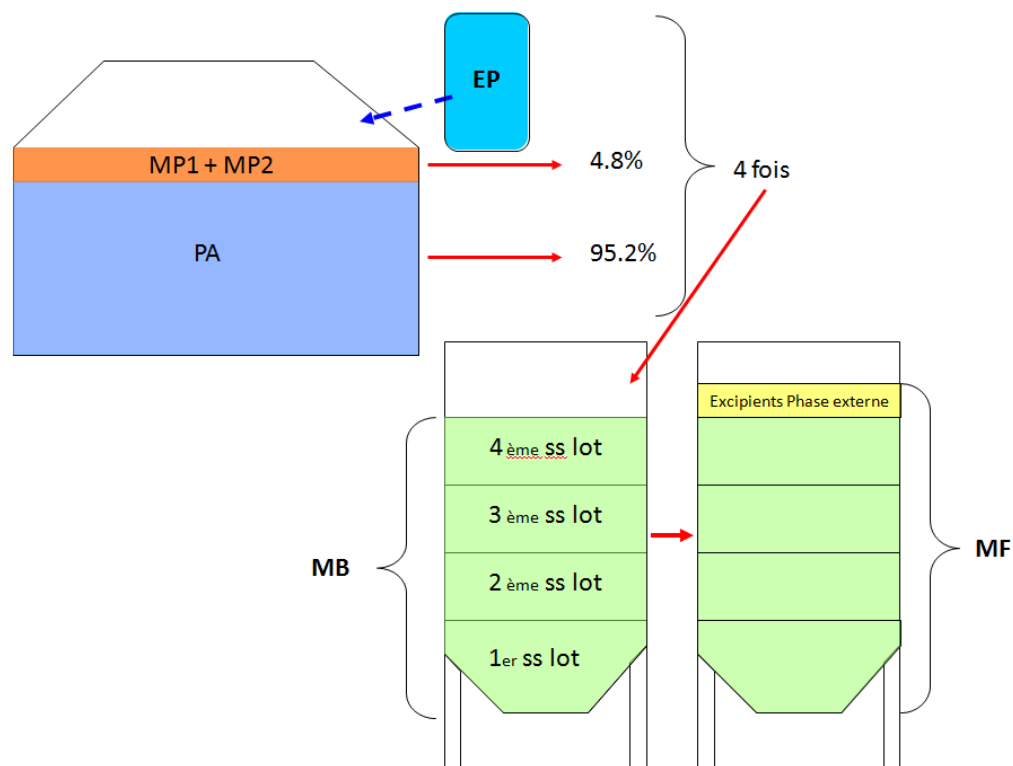 EP
MP1 + MP2
4.8%
4 fois
PA
95.2%
Excipients Phase externe
4 ème ss lot
3 ème ss lot
MB
MF
2 ème ss lot
1er ss lot